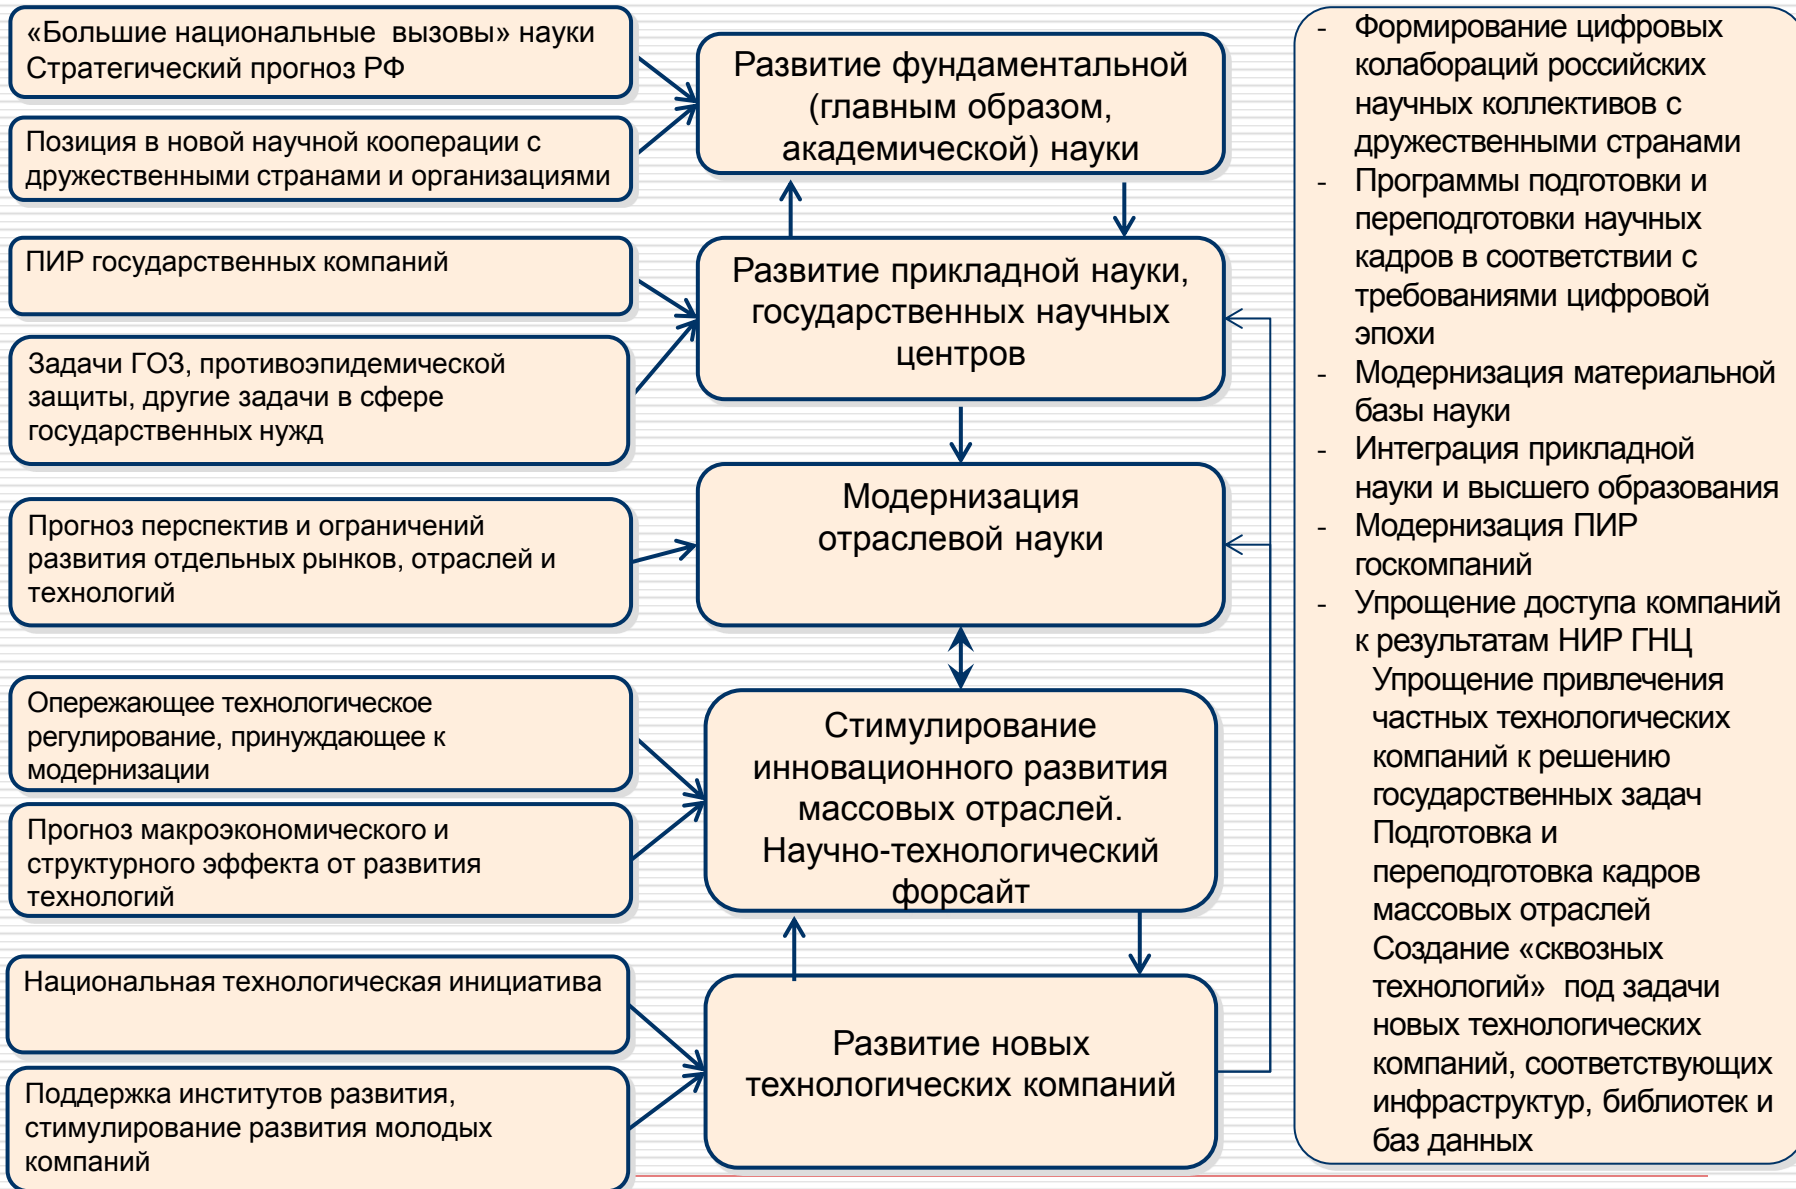 «Большие национальные вызовы» науки
Стратегический прогноз РФ
Позиция в новой научной кооперации с
дружественными странами и организациями
ПИР государственных компаний
Задачи ГОЗ, противоэпидемической
защиты, другие задачи в сфере
государственных нужд
Прогноз перспектив и ограничений
развития отдельных рынков, отраслей и
технологий
Опережающее технологическое
регулирование, принуждающее к
модернизации
Прогноз макроэкономического и
структурного эффекта от развития
технологий
Национальная технологическая инициатива
Поддержка институтов развития,
стимулирование развития молодых
компаний
Развитие фундаментальной
(главным образом,
академической) науки
Развитие прикладной науки,
государственных научных
центров
Модернизация
отраслевой науки
Стимулирование
инновационного развития
массовых отраслей.
Научно-технологический
форсайт
Развитие новых
технологических компаний
- Формирование цифровых
колабораций российских
научных коллективов с
дружественными странами
- Программы подготовки и
переподготовки научных
кадров в соответствии с
требованиями цифровой
эпохи
- Модернизация материальной
базы науки
- Интеграция прикладной
науки и высшего образования
- Модернизация ПИР
госкомпаний
- Упрощение доступа компаний
к результатам НИР ГНЦ
Упрощение привлечения
частных технологических
компаний к решению
государственных задач
Подготовка и
переподготовка кадров
массовых отраслей
Создание «сквозных
технологий» под задачи
новых технологических
компаний, соответствующих
инфраструктур, библиотек и
баз данных